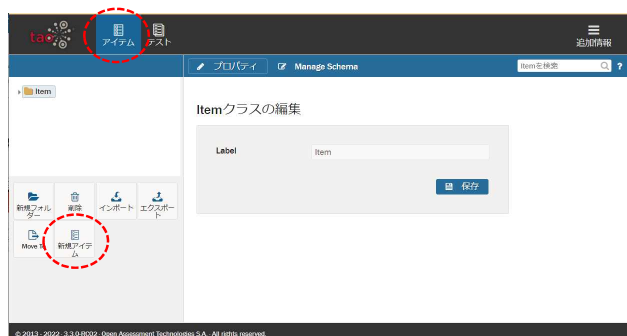 tao
アイテム
テスト
追加情報
プロパティ
Manage Schema
Itemを検索
?
Item
Itemクラスの編集
Label
Item
保存
新規フォル
ダー
削除
インポート
エクスポー
ト
Move To
新規アイテ
ム
© 2013 - 2022 · 3.3.0-RC02 · Open Assessment Technologies S.A. · All rights reserved.